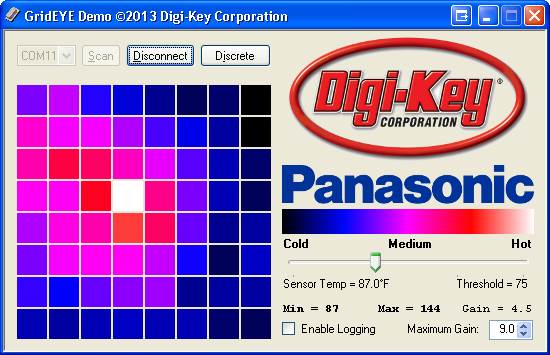 GridEYE Demo ©2013 Digi-Key Corporation
COM11 Scan Disconnect Discrete
Digi-Key®
CORPORATION
Panasonic
Cold Medium Hot
Sensor Temp = 87.0°F Threshold = 75
Min = 87 Max = 144 Gain = 4.5
Enable Logging Maximum Gain: 9.0